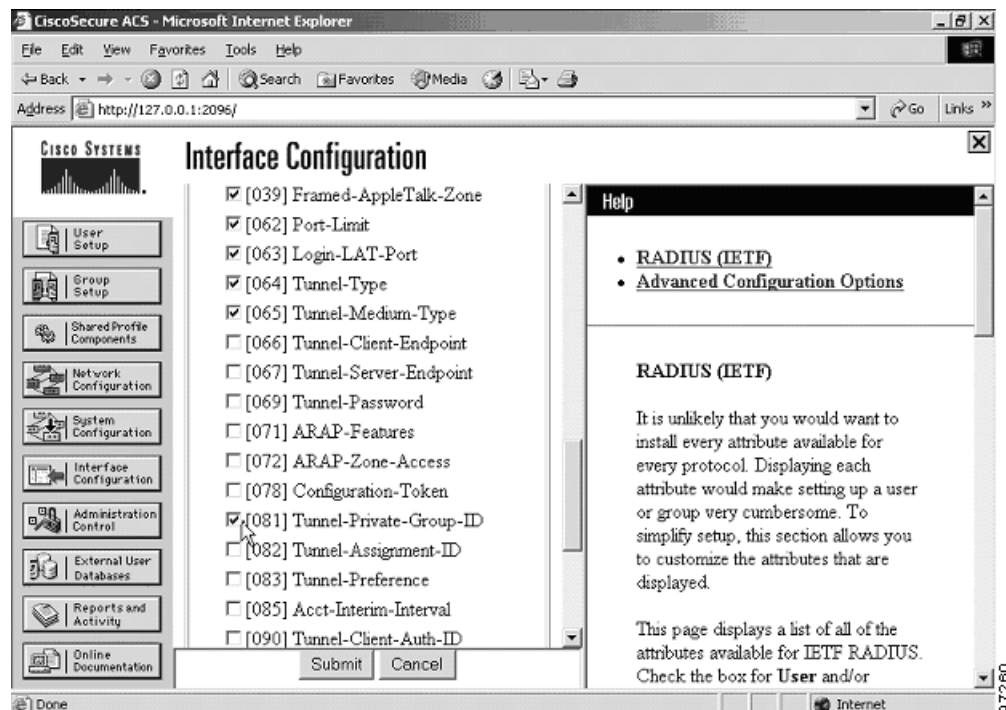 CiscoSecure ACS - Microsoft Internet Explorer
File Edit View Favorites Tools Help
Back Search Favorites Media
Address http://127.0.0.1:2096/ Go Links »
CISCO SYSTEMS
Interface Configuration
User Setup
Group Setup
Shared Profile Components
Network Configuration
System Configuration
Interface Configuration
Administration Control
External User Databases
Reports and Activity
Online Documentation
[039] Framed-AppleTalk-Zone
[062] Port-Limit
[063] Login-LAT-Port
[064] Tunnel-Type
[065] Tunnel-Medium-Type
[066] Tunnel-Client-Endpoint
[067] Tunnel-Server-Endpoint
[069] Tunnel-Password
[071] ARAP-Features
[072] ARAP-Zone-Access
[078] Configuration-Token
[081] Tunnel-Private-Group-ID
[082] Tunnel-Assignment-ID
[083] Tunnel-Preference
[085] Acct-Interim-Interval
[090] Tunnel-Client-Auth-ID
Submit Cancel
Help
• RADIUS (IETF)
• Advanced Configuration Options
RADIUS (IETF)
It is unlikely that you would want to
install every attribute available for
every protocol. Displaying each
attribute would make setting up a user
or group very cumbersome. To
simplify setup, this section allows you
to customize the attributes that are
displayed.
This page displays a list of all of the
attributes available for IETF RADIUS.
Check the box for User and/or
Done Internet